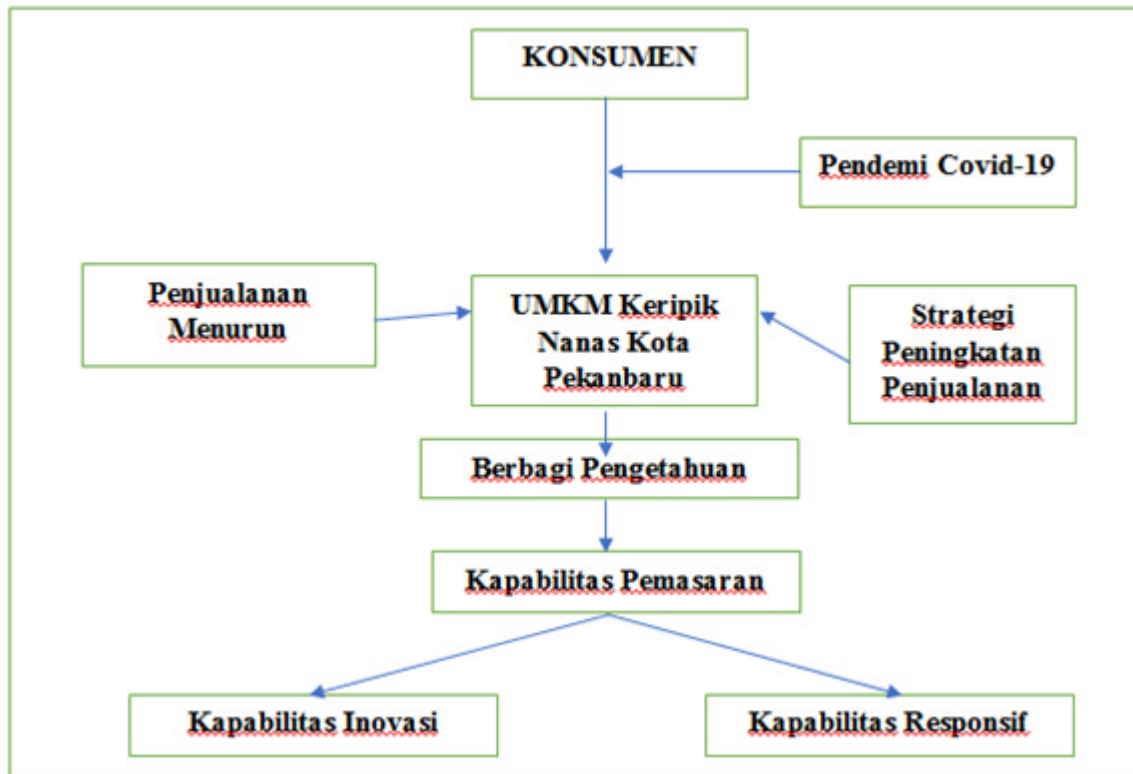 KONSUMEN
Pendemi Covid-19
Penjualanan
Menurun
UMKM Keripik
Nanas Kota
Pekanbaru
Strategi
Peningkatan
Penjualanan
Berbagi Pengetahuan
Kapabilitas Pemasaran
Kapabilitas Inovasi
Kapabilitas Responsif